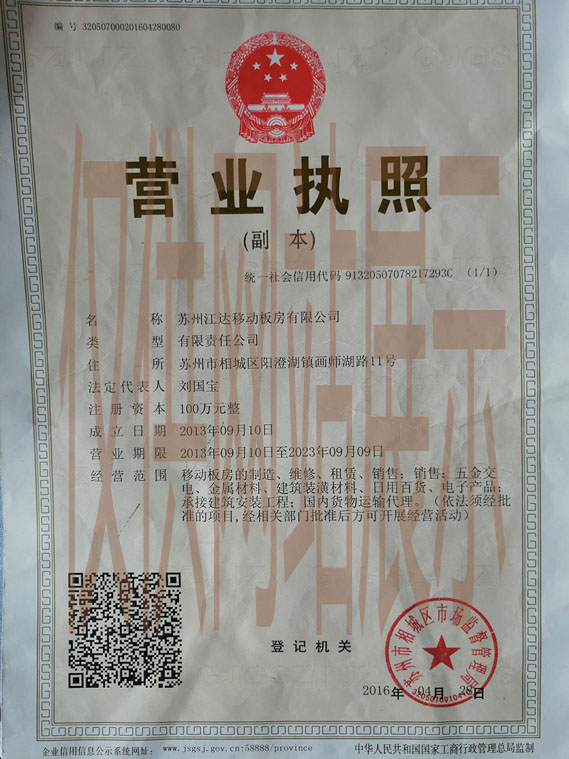 编 号 320507000201604280080
营业执照
(副 本)
统一社会信用代码 91320507078217293C (1/1)
名 称 苏州江达移动板房有限公司
类 型 有限责任公司
住 所 苏州市相城区阳澄湖镇画师湖路11号
法定代表人 刘国宝
注册资本 100万元整
成立日期 2013年09月10日
营业期限 2013年09月10日至2023年09月09日
经营范围 移动板房的制造、维修、租赁、销售；销售：五金交
电、金属材料、建筑装潢材料、日用百货、电子产品；
承接建筑安装工程；国内货物运输代理。（依法须经批
准的项目,经相关部门批准后方可开展经营活动）
仅供网站展示
登记机关
苏州市相城区市场监督管理局
2016年 04月 28日
企业信用信息公示系统网址： www.jsgsj.gov.cn:58888/province
中华人民共和国国家工商行政管理总局监制